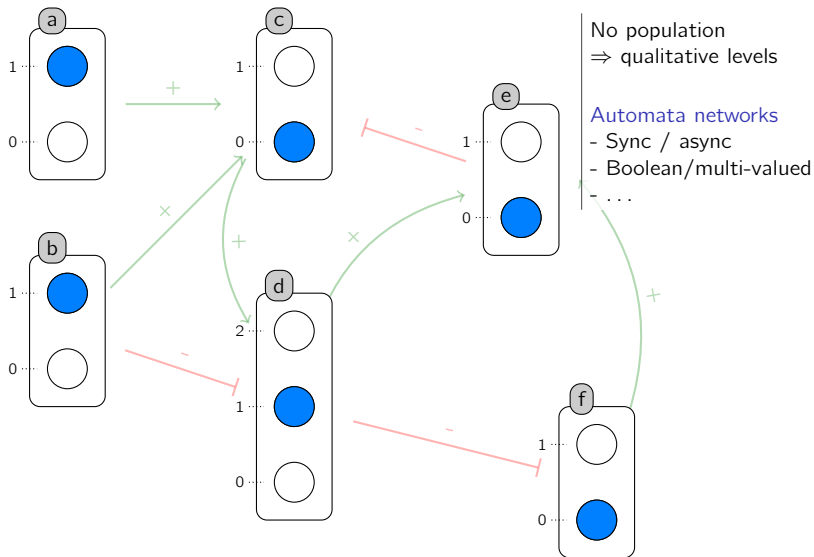 a
1
0
+
c
1
0
e
1
0
-
No population
⇒ qualitative levels
Automata networks
- Sync / async
- Boolean/multi-valued
- . . .
×
+
×
b
1
0
-
d
2
1
0
-
+
f
1
0